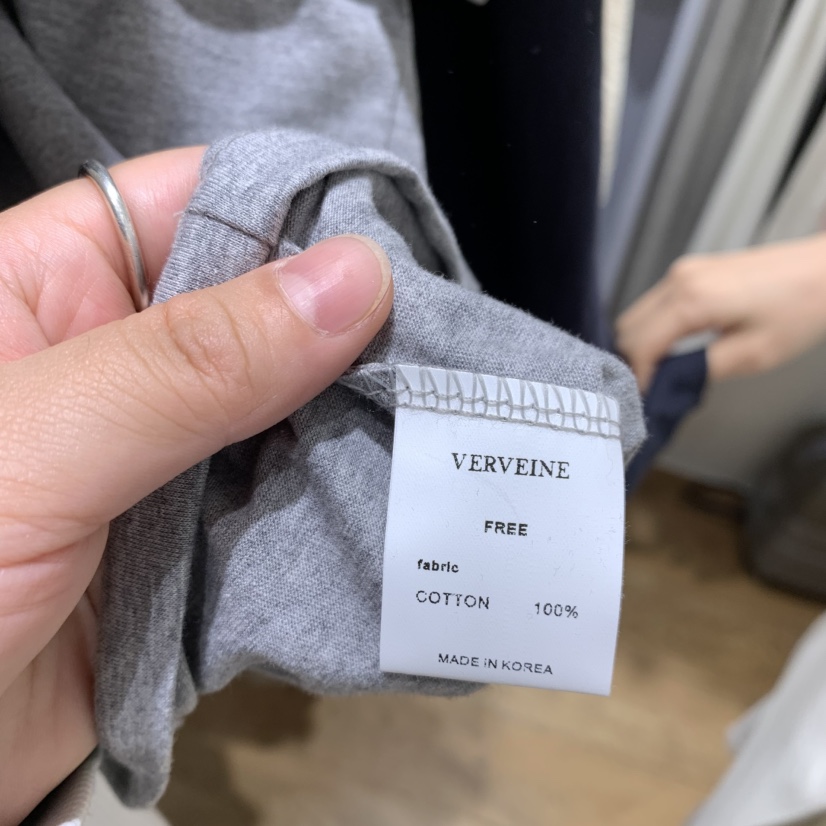 VERVEINE
FREE
fabric
COTTON 100%
MADE IN KOREA